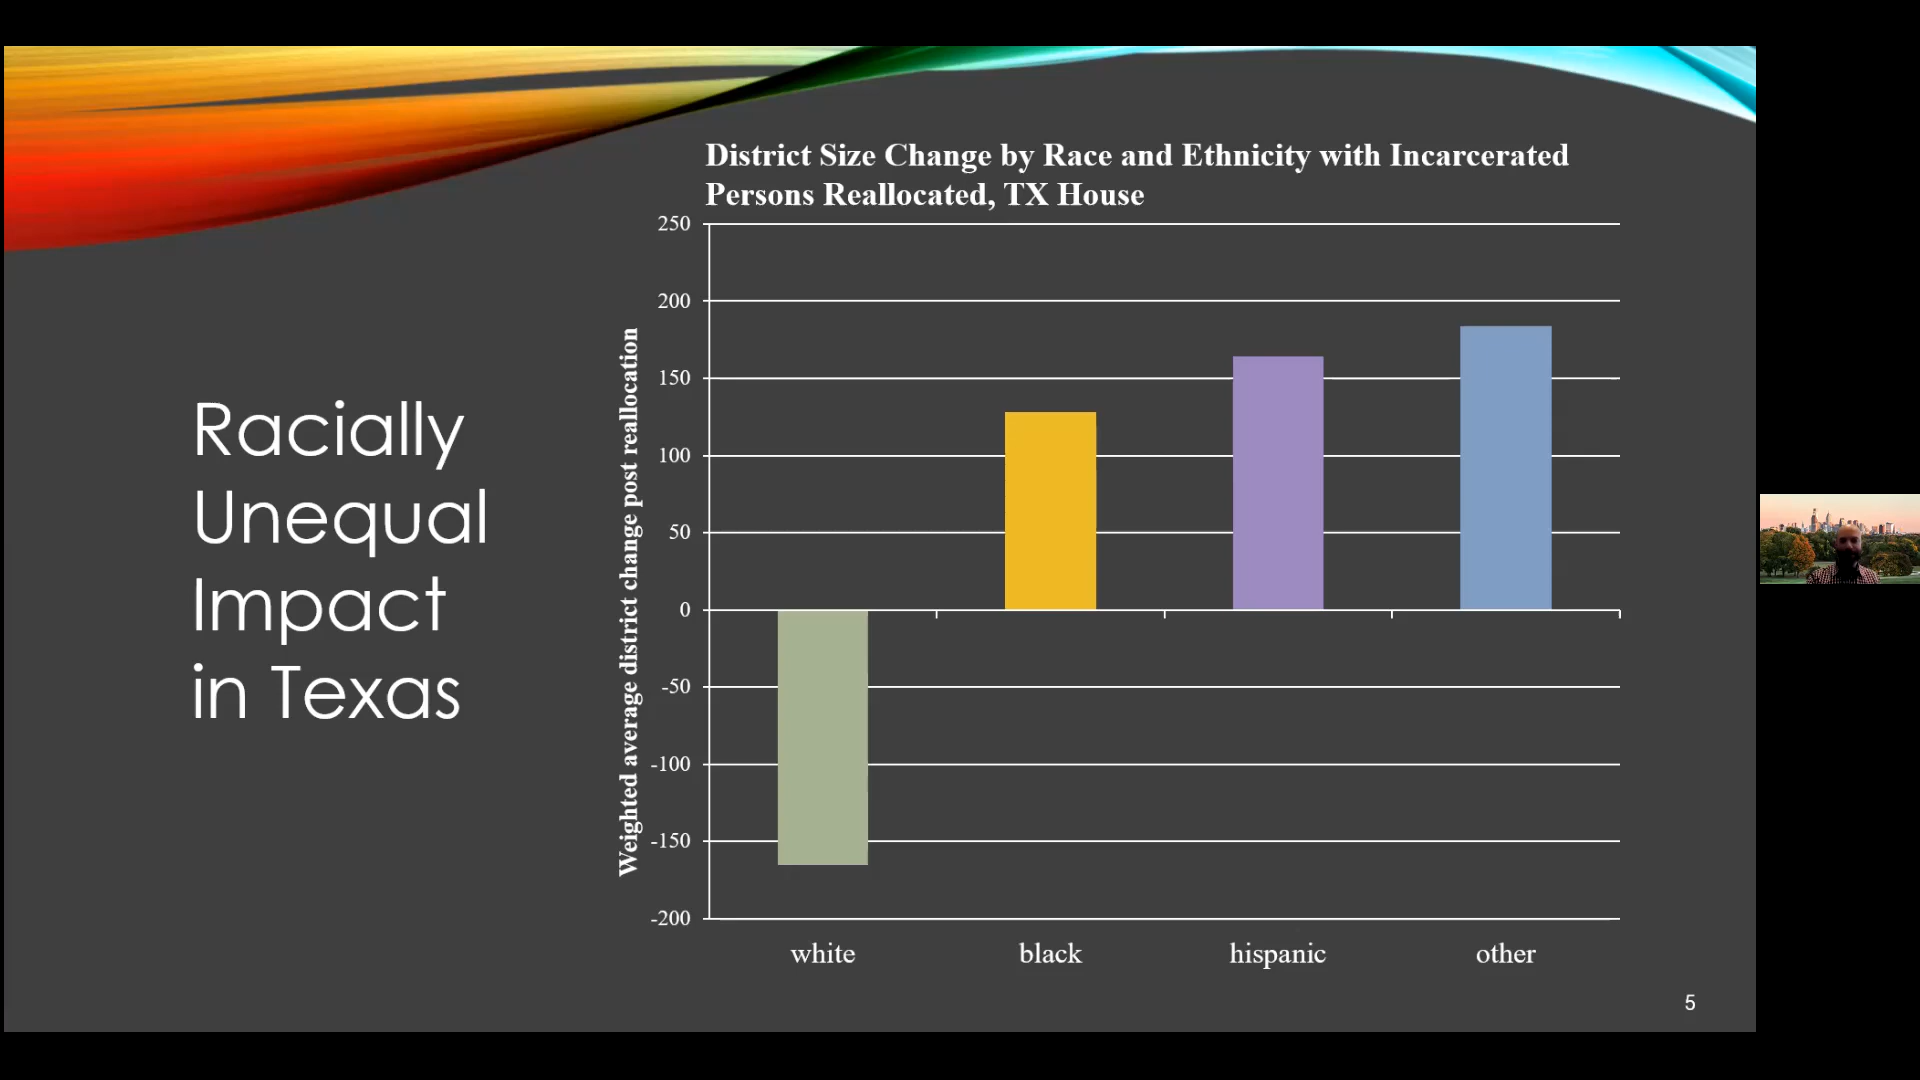 District Size Change by Race and Ethnicity with Incarcerated
Persons Reallocated, TX House
Racially
Unequal
Impact
in Texas
Weighted average district change post reallocation
250
200
150
100
50
0
-50
-100
-150
-200
white
black
hispanic
other
5